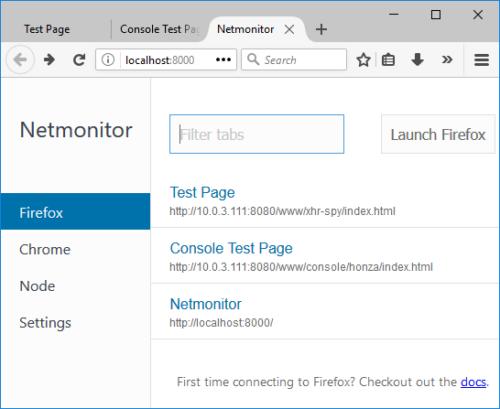 Test Page
Console Test Pag
Netmonitor
localhost:8000
Search
Netmonitor
Filter tabs
Launch Firefox
Firefox
Chrome
Node
Settings
Test Page
http://10.0.3.111:8080/www/xhr-spy/index.html
Console Test Page
http://10.0.3.111:8080/www/console/honza/index.html
Netmonitor
http://localhost:8000/
First time connecting to Firefox? Checkout out the docs.